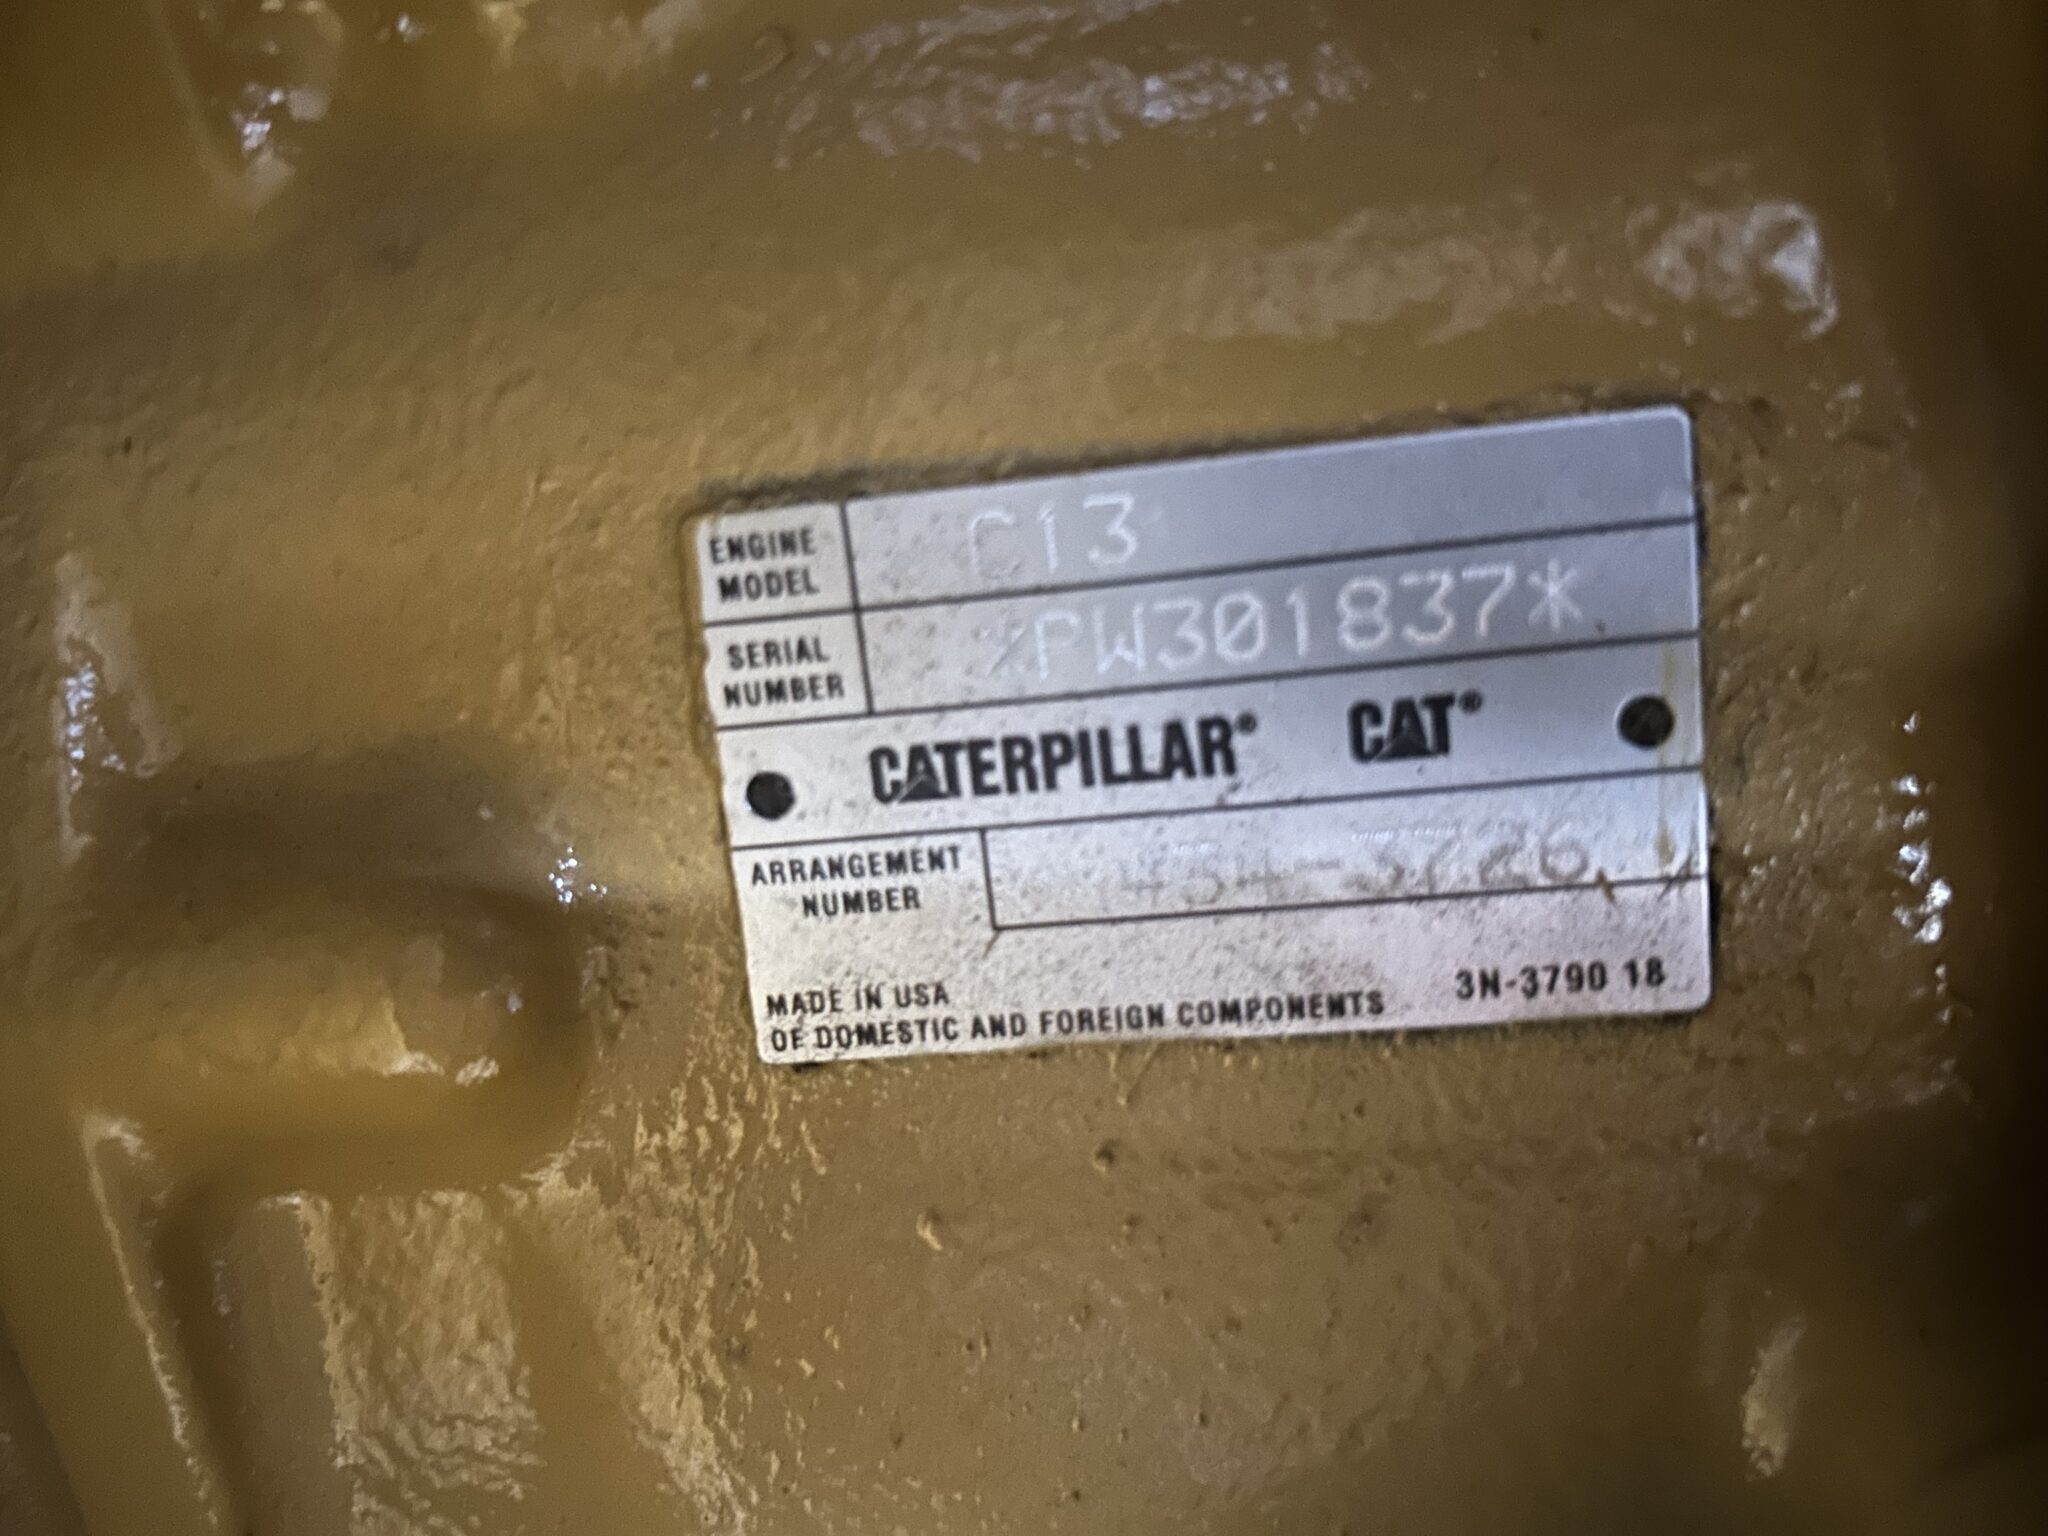 ENGINE MODEL C13
SERIAL NUMBER *PW301837*
CATERPILLAR® CAT®
ARRANGEMENT NUMBER
MADE IN USA
OF DOMESTIC AND FOREIGN COMPONENTS 3N-3790 18